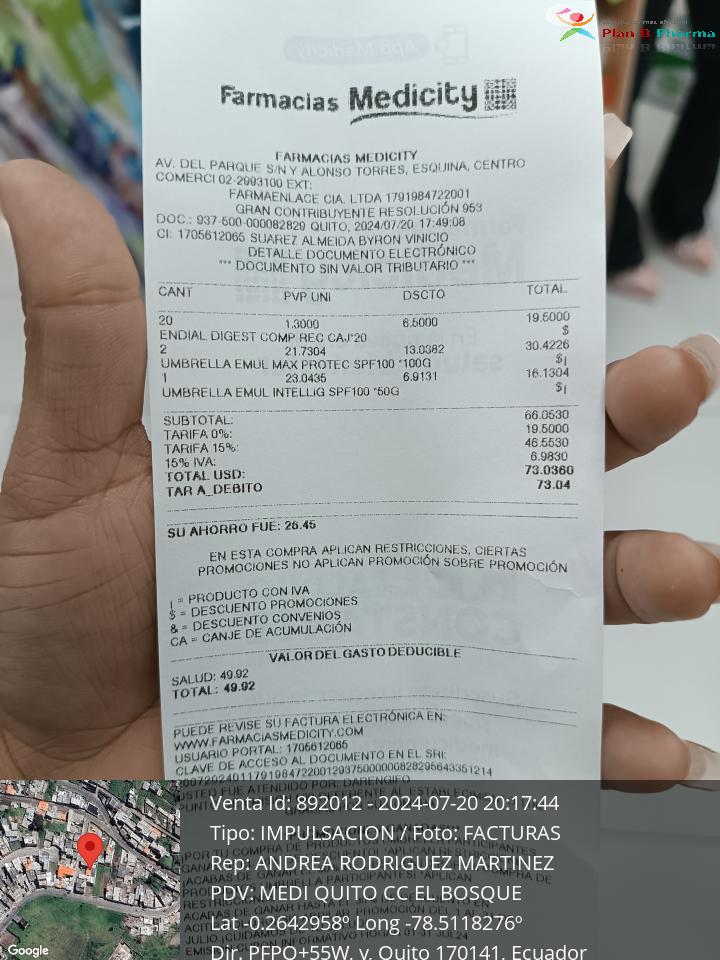 Plan B Pharma
App Medicity
Farmacias Medicity
FARMACIAS MEDICITY
AV. DEL PARQUE S/N Y ALONSO TORRES, ESQUINA, CENTRO
COMERCI 02-2993100 EXT:
FARMAENLACE CIA. LTDA 1791984722001
GRAN CONTRIBUYENTE RESOLUCIÓN 953
DOC.: 937-500-000082829 QUITO, 2024/07/20 17:49:08
CI: 1705612065 SUAREZ ALMEIDA BYRON VINICIO
DETALLE DOCUMENTO ELECTRÓNICO
*** DOCUMENTO SIN VALOR TRIBUTARIO ***
CANT PVP UNI DSCTO TOTAL
20 1.3000 6.5000 19.5000
ENDIAL DIGEST COMP REC CAJ*20 $
2 21.7304 13.0382 30.4226
UMBRELLA EMUL MAX PROTEC SPF100 *100G $|
1 23.0435 6.9131 16.1304
UMBRELLA EMUL INTELLIG SPF100 *50G $|
SUBTOTAL: 66.0530
TARIFA 0%: 19.5000
TARIFA 15%: 46.5530
15% IVA: 6.9830
TOTAL USD: 73.0360
TAR A_DEBITO 73.04
SU AHORRO FUE: 26.45
EN ESTA COMPRA APLICAN RESTRICCIONES, CIERTAS
PROMOCIONES NO APLICAN PROMOCIÓN SOBRE PROMOCIÓN
| = PRODUCTO CON IVA
$ = DESCUENTO PROMOCIONES
& = DESCUENTO CONVENIOS
CA = CANJE DE ACUMULACIÓN
VALOR DEL GASTO DEDUCIBLE
SALUD: 49.92
TOTAL: 49.92
PUEDE REVISE SU FACTURA ELECTRÓNICA EN:
WWW.FARMACIASMEDICITY.COM
USUARIO PORTAL: 1705612065
CLAVE DE ACCESO AL DOCUMENTO EN EL SRI:
USTED FUE ATENDIDO POR: DARENGIFO
Venta Id: 892012 - 2024-07-20 20:17:44
Tipo: IMPULSACION / Foto: FACTURAS
Rep: ANDREA RODRIGUEZ MARTINEZ
PDV: MEDI QUITO CC EL BOSQUE
Lat -0.2642958º Long -78.5118276º
Dir. PFPQ+55W, y, Quito 170141, Ecuador
Google